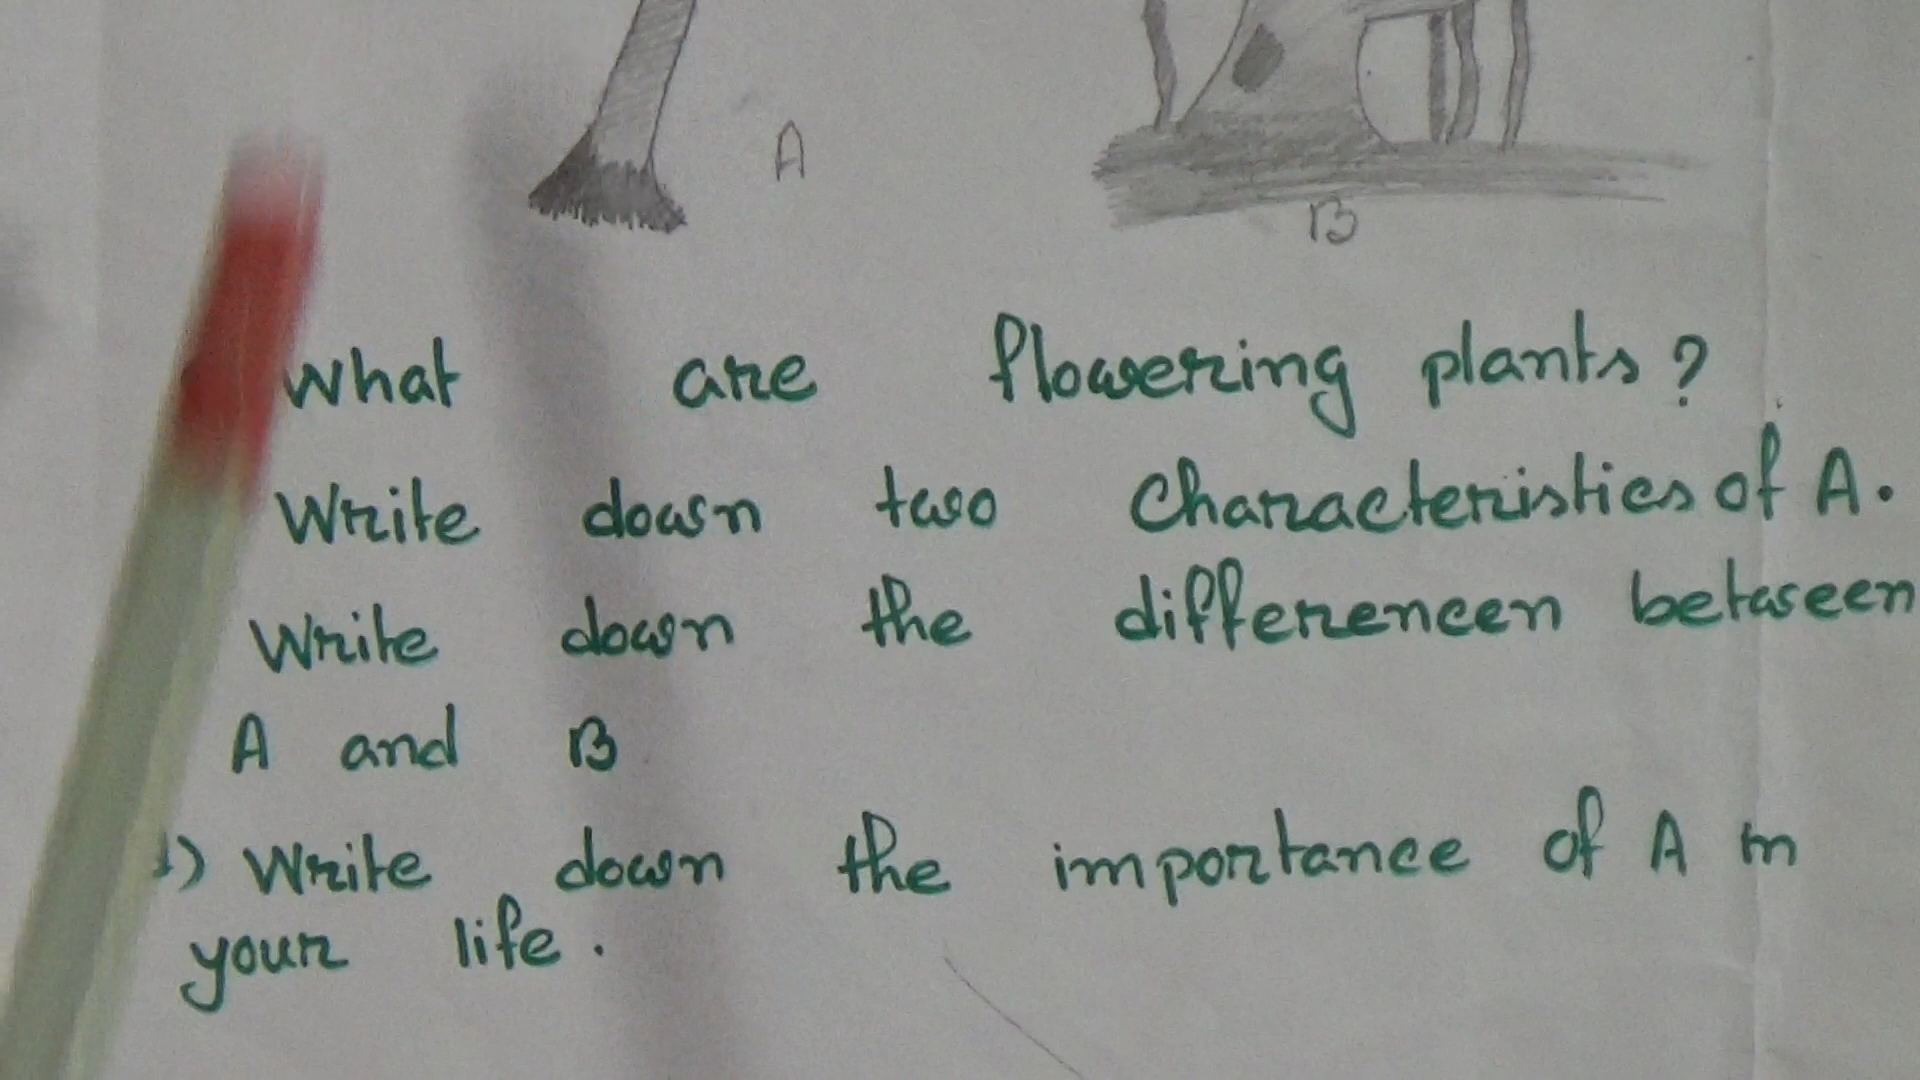 A
B
What are flowering plants?
Write down two characteristics of A.
Write down the differencen between
A and B
) Write down the importance of A in
your life.